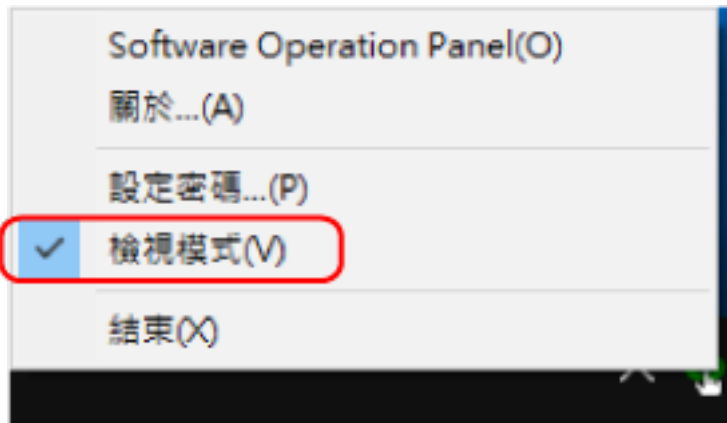 Software Operation Panel(O)
關於...(A)
設定密碼...(P)
檢視模式(V)
結束(X)